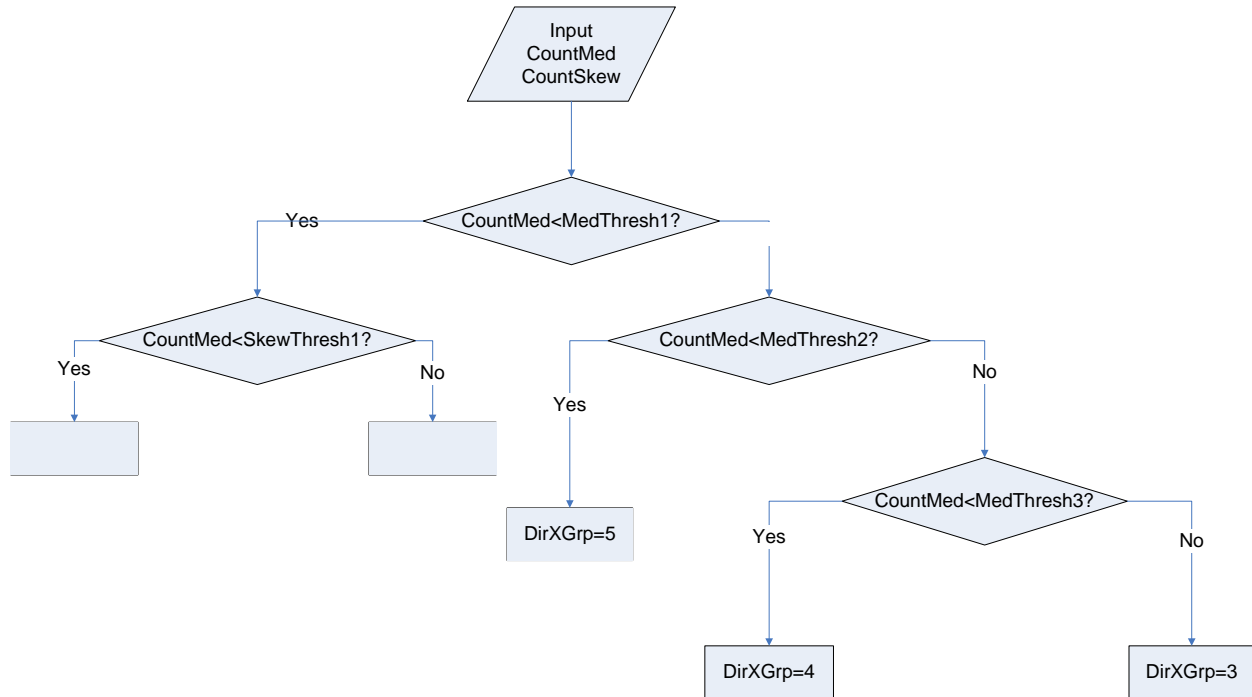 Input
CountMed
CountSkew
CountMed<MedThresh1?
Yes
CountMed<SkewThresh1?
CountMed<MedThresh2?
Yes
No
Yes
No
CountMed<MedThresh3?
DirXGrp=5
Yes
No
DirXGrp=4
DirXGrp=3